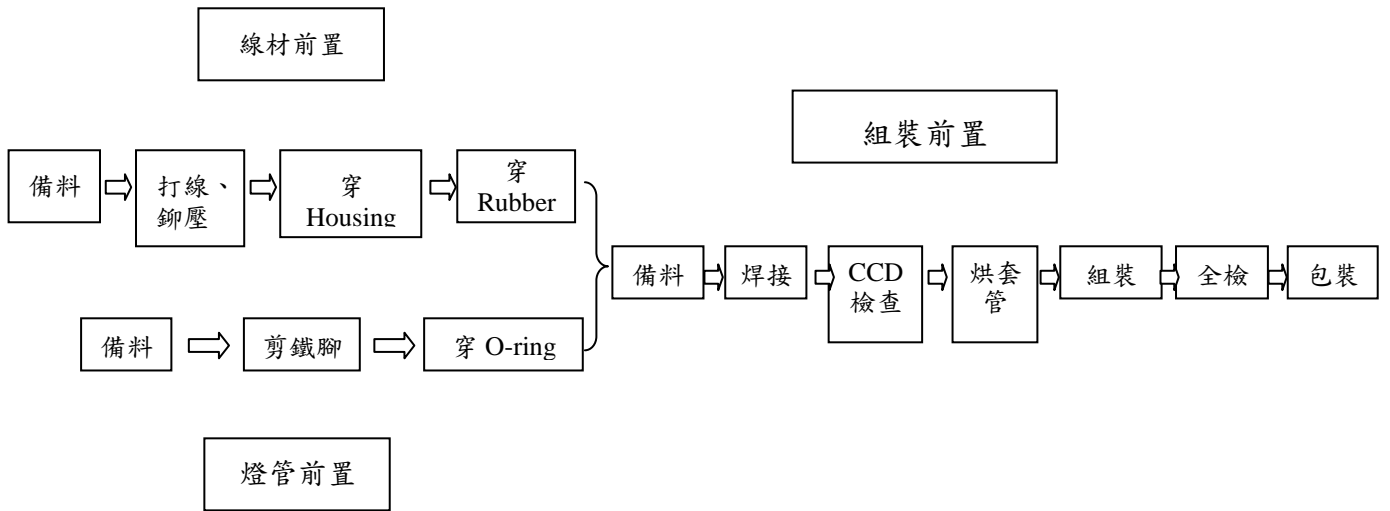 線材前置
組裝前置
備料
打線、
鉚壓
穿
Housing
穿
Rubber
備料
焊接
CCD
檢查
烘套
管
組裝
全檢
包裝
備料
剪鐵腳
穿 O-ring
燈管前置